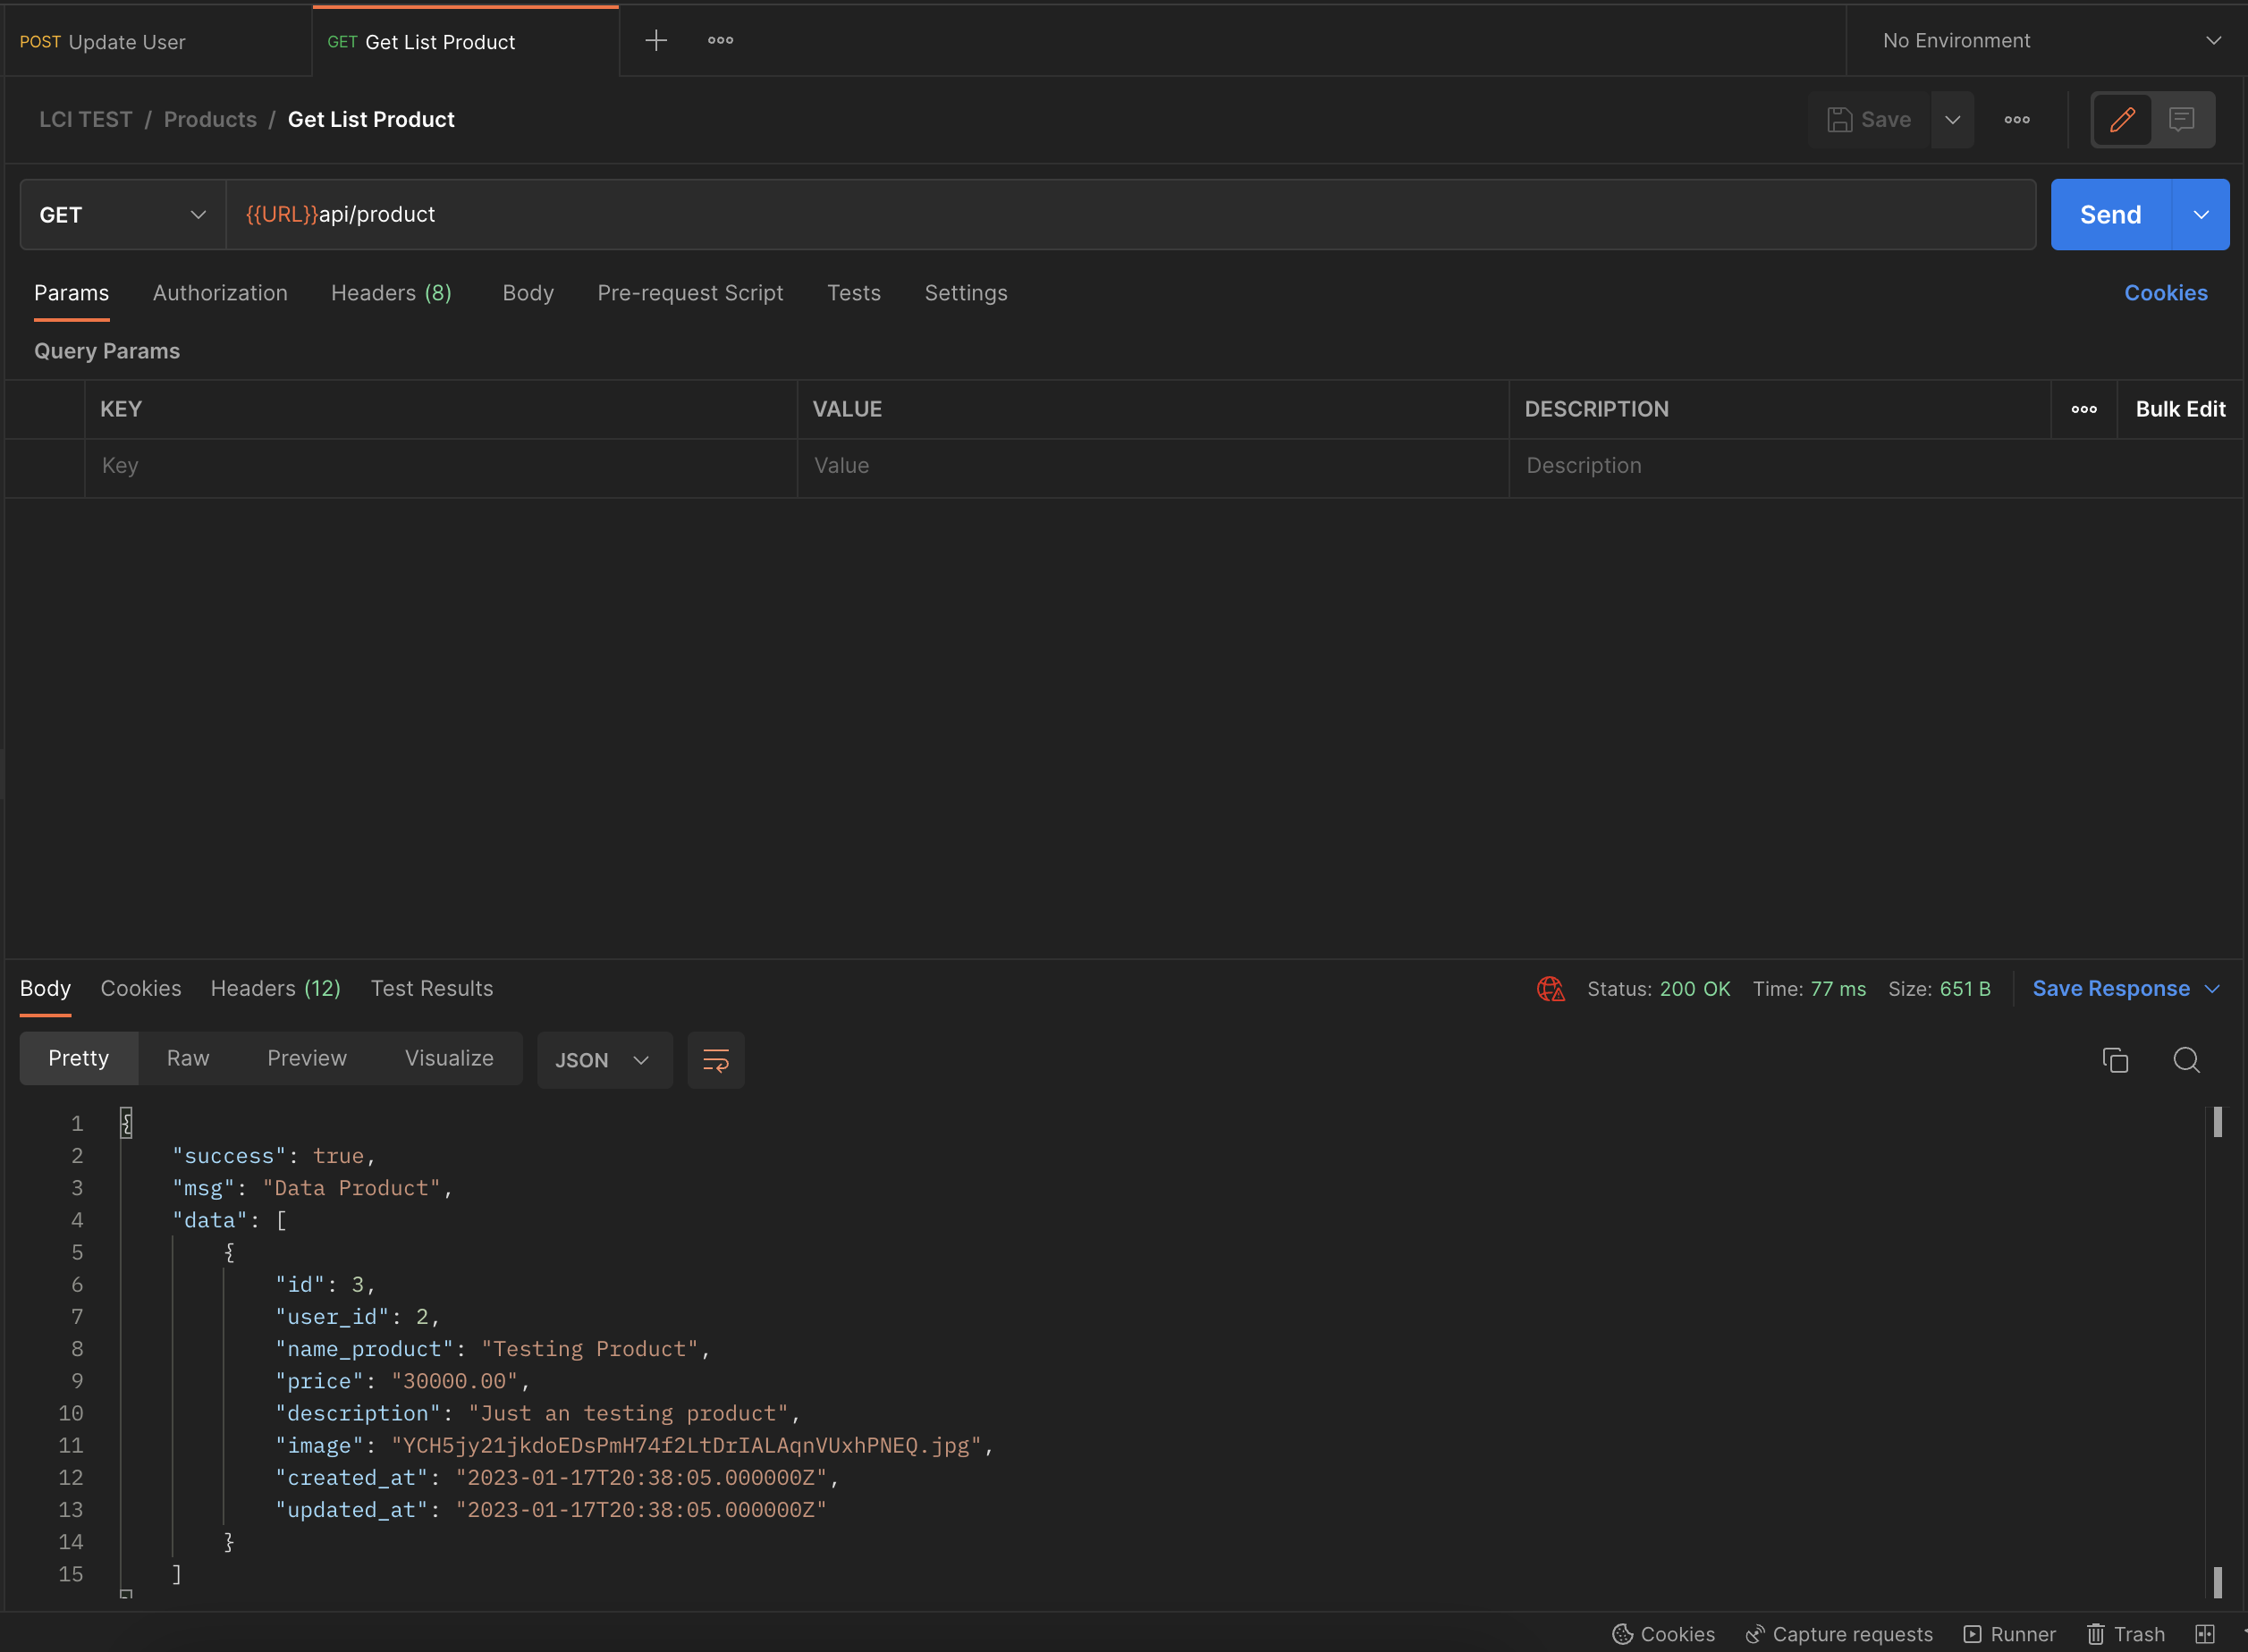 POST Update User
GET Get List Product
No Environment
LCI TEST / Products / Get List Product
Save
GET
{{URL}}api/product
Send
Params Authorization Headers (8) Body Pre-request Script Tests Settings
Cookies
Query Params
KEY VALUE DESCRIPTION Bulk Edit
Key Value Description
Body Cookies Headers (12) Test Results
Status: 200 OK Time: 77 ms Size: 651 B Save Response
Pretty Raw Preview Visualize JSON
1 {
2 "success": true,
3 "msg": "Data Product",
4 "data": [
5 {
6 "id": 3,
7 "user_id": 2,
8 "name_product": "Testing Product",
9 "price": "30000.00",
10 "description": "Just an testing product",
11 "image": "YCH5jy21jkdoEDsPmH74f2LtDrIALAqnVUxhPNEQ.jpg",
12 "created_at": "2023-01-17T20:38:05.000000Z",
13 "updated_at": "2023-01-17T20:38:05.000000Z"
14 }
15 ]
Cookies Capture requests Runner Trash